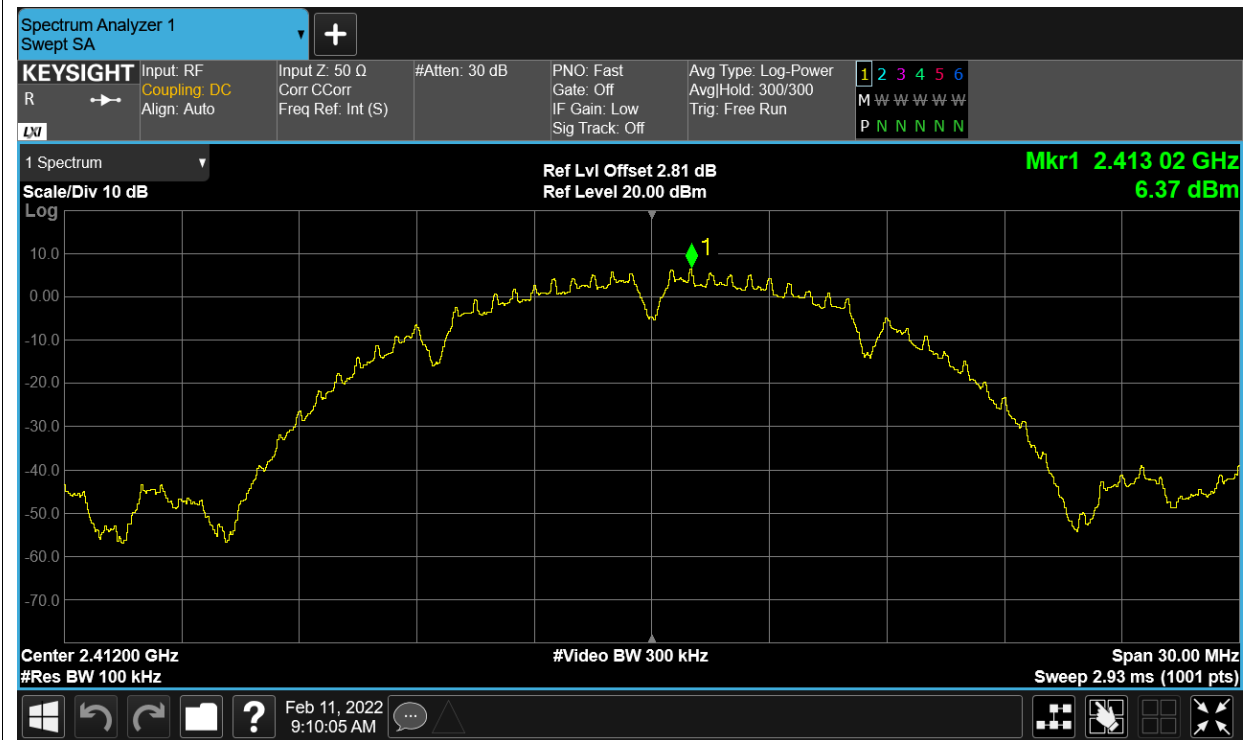 Spectrum Analyzer 1
Swept SA
KEYSIGHT
R
LXI
Input: RF
Coupling: DC
Align: Auto
Input Z: 50 Ω
Corr CCorr
Freq Ref: Int (S)
#Atten: 30 dB
PNO: Fast
Gate: Off
IF Gain: Low
Sig Track: Off
Avg Type: Log-Power
Avg|Hold: 300/300
Trig: Free Run
1 2 3 4 5 6
M W W W W W
P N N N N N
1 Spectrum
Scale/Div 10 dB
Log
Ref Lvl Offset 2.81 dB
Ref Level 20.00 dBm
Mkr1 2.413 02 GHz
6.37 dBm
1
10.0
0.00
-10.0
-20.0
-30.0
-40.0
-50.0
-60.0
-70.0
Center 2.41200 GHz
#Res BW 100 kHz
#Video BW 300 kHz
Span 30.00 MHz
Sweep 2.93 ms (1001 pts)
?
Feb 11, 2022
9:10:05 AM